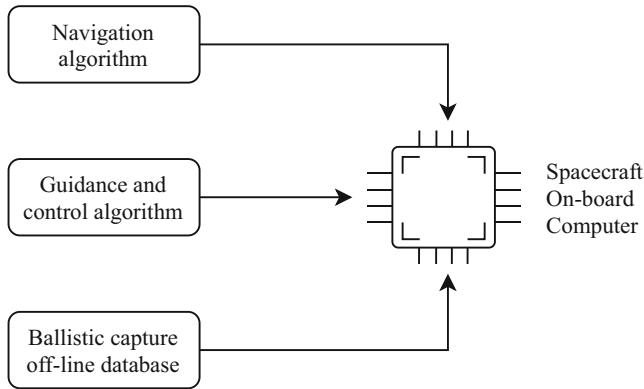 Navigation
algorithm
Guidance and
control algorithm
Spacecraft
On-board
Computer
Ballistic capture
off-line database